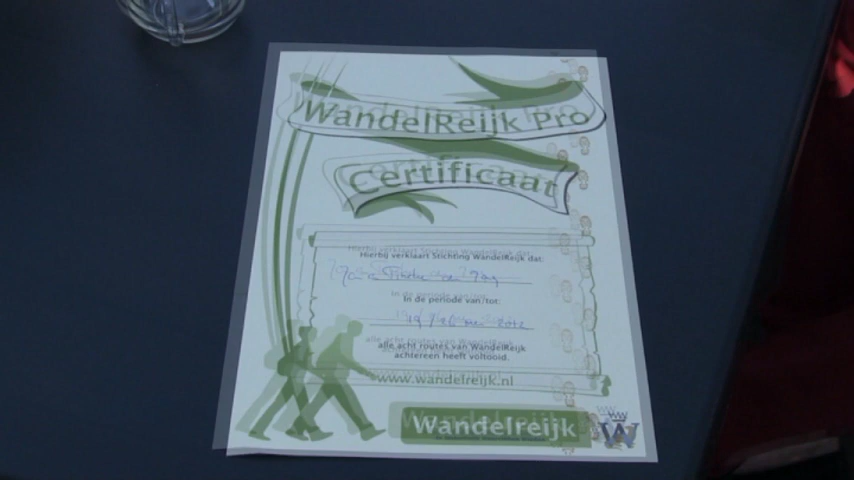 WandelReijk Pro
Certificaat
Hierbij verklaart Stichting WandelReijk dat:
In de periode van/tot:
2012
alle acht routes van WandelReijk
achtereen heeft voltooid.
www.wandelreijk.nl
Wandelreijk
W